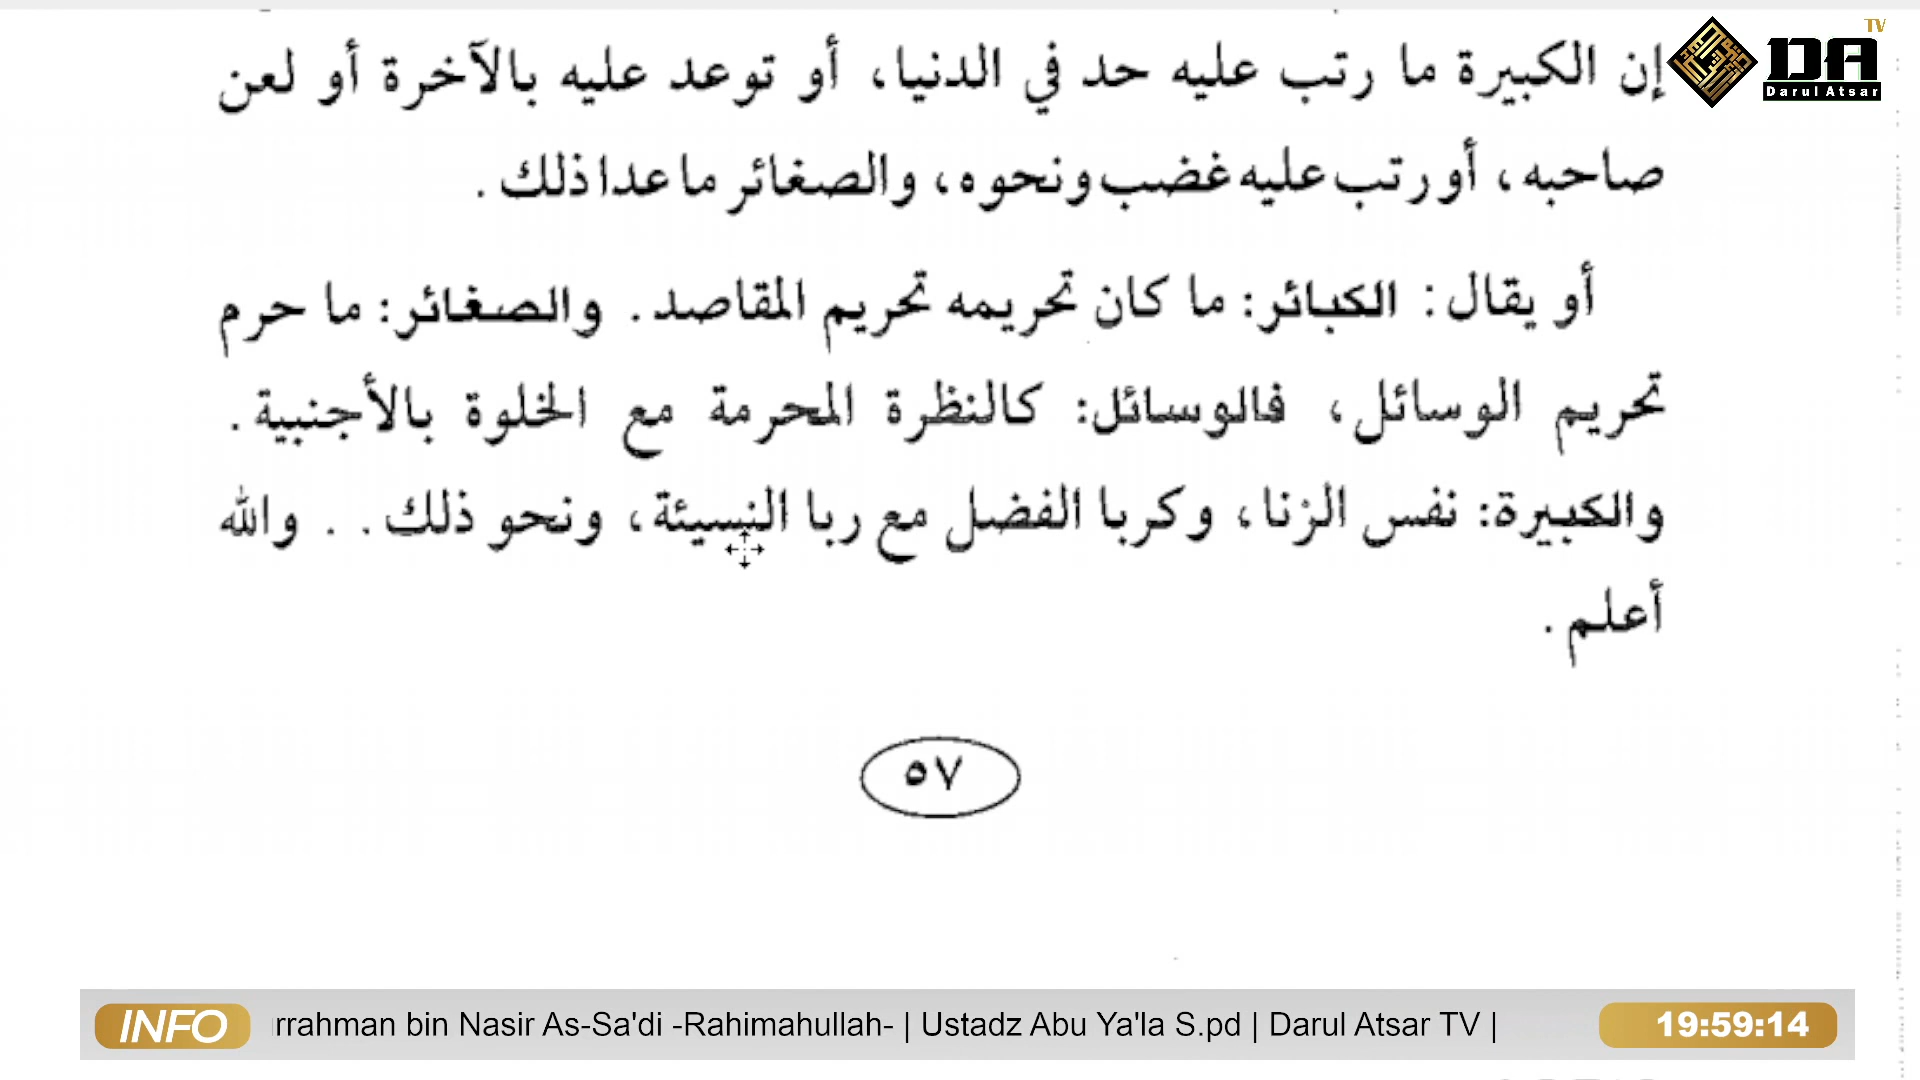 إن الكبيرة ما رتب عليه حد في الدنيا، أو توعد عليه بالآخرة أو لعن
صاحبه، أو رتب عليه غضب ونحوه، والصغائر ما عدا ذلك .
أو يقال: الكبائر: ما كان تحريمه تحريم المقاصد. والصغائر: ما حرم
تحريم الوسائل، فالوسائل: كالنظرة المحرمة مع الخلوة بالأجنبية.
والكبيرة: نفس الزنا، وكربا الفضل مع ربا النسيئة، ونحو ذلك. . والله
أعلم.
٥٧
TV
DA
Darul Atsar
INFO
rrahman bin Nasir As-Sa'di -Rahimahullah- | Ustadz Abu Ya'la S.pd | Darul Atsar TV |
19:59:14